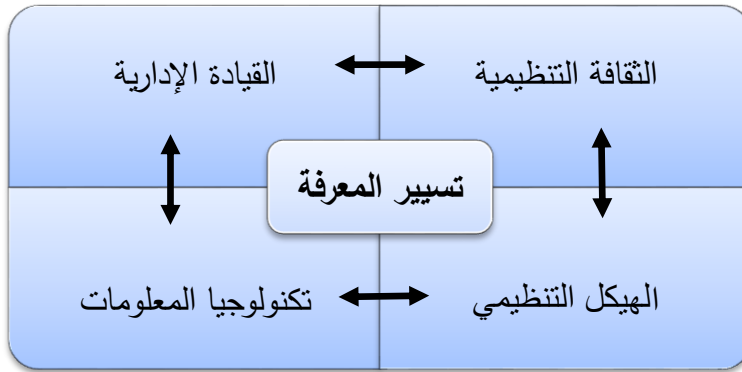 الثقافة التنظيمية
القيادة الإدارية
تسيير المعرفة
الهيكل التنظيمي
تكنولوجيا المعلومات